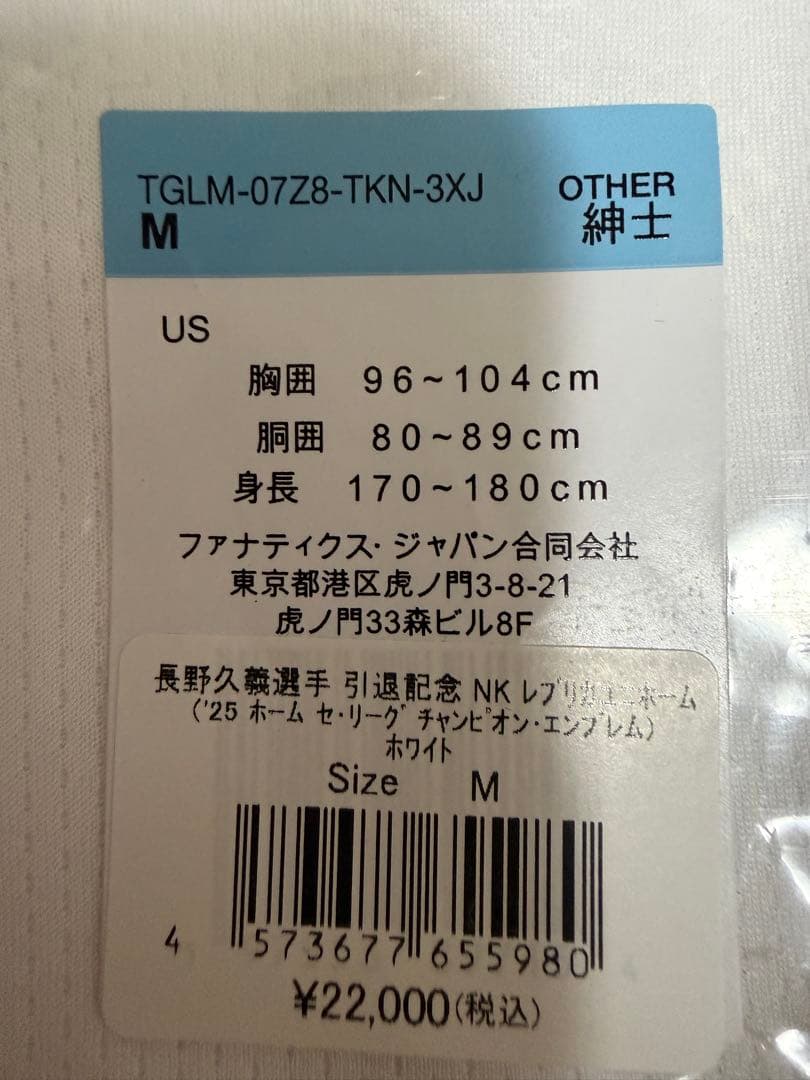 TGLM-07Z8-TKN-3XJ OTHER
M 紳士
US
胸囲 96~104cm
胴囲 80~89cm
身長 170~180cm
ファナティクス・ジャパン合同会社
東京都港区虎ノ門3-8-21
虎ノ門33森ビル8F
長野久義選手 引退記念 NK レプリカユニホーム
('25 ホーム セ・リーグ チャンピオン・エンブレム)
ホワイト
Size M
4 573677 655980
¥22,000(税込)